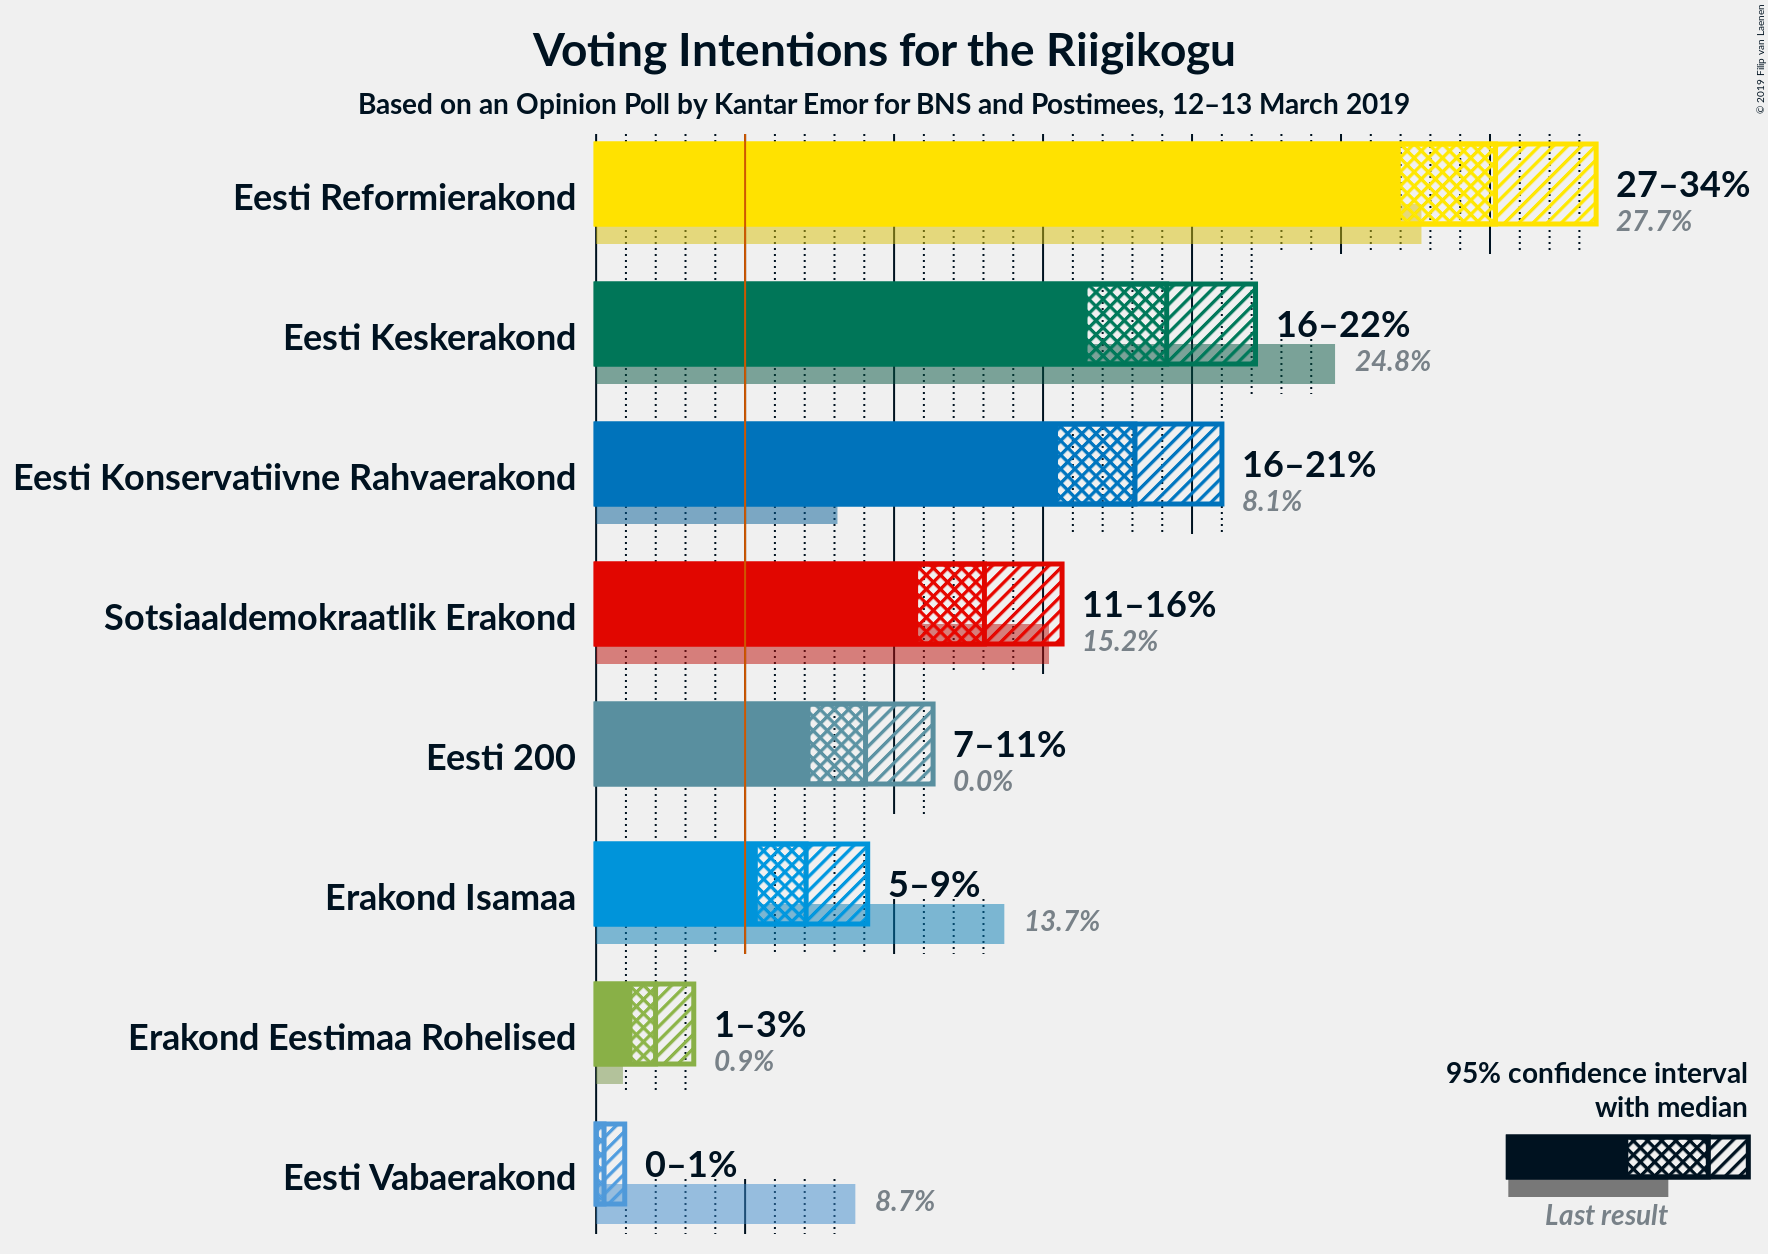 Voting Intentions for the Riigikogu
Based on an Opinion Poll by Kantar Emor for BNS and Postimees, 12–13 March 2019
© 2019 Filip van Laenen
Eesti Reformierakond
27–34%
27.7%
Eesti Keskerakond
16–22%
24.8%
Eesti Konservatiivne Rahvaerakond
16–21%
8.1%
Sotsiaaldemokraatlik Erakond
11–16%
15.2%
Eesti 200
7–11%
0.0%
Erakond Isamaa
5–9%
13.7%
Erakond Eestimaa Rohelised
1–3%
0.9%
Eesti Vabaerakond
0–1%
8.7%
95% confidence interval
with median
Last result